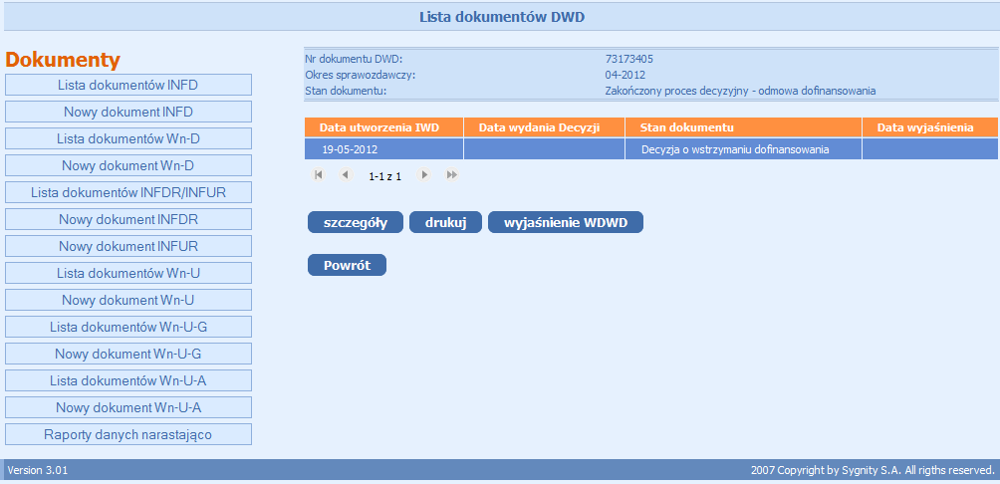 Lista dokumentów DWD
Dokumenty
Lista dokumentów INFD
Nowy dokument INFD
Lista dokumentów Wn-D
Nowy dokument Wn-D
Lista dokumentów INFDR/INFUR
Nowy dokument INFDR
Nowy dokument INFUR
Lista dokumentów Wn-U
Nowy dokument Wn-U
Lista dokumentów Wn-U-G
Nowy dokument Wn-U-G
Lista dokumentów Wn-U-A
Nowy dokument Wn-U-A
Raporty danych narastająco
Nr dokumentu DWD: 73173405
Okres sprawozdawczy: 04-2012
Stan dokumentu: Zakończony proces decyzyjny - odmowa dofinansowania
Data utworzenia IWD Data wydania Decyzji Stan dokumentu Data wyjaśnienia
19-05-2012 Decyzja o wstrzymaniu dofinansowania
1-1 z 1
szczegóły drukuj wyjaśnienie WDWD
Powrót
Version 3.01 2007 Copyright by Sygnity S.A. All rigths reserved.